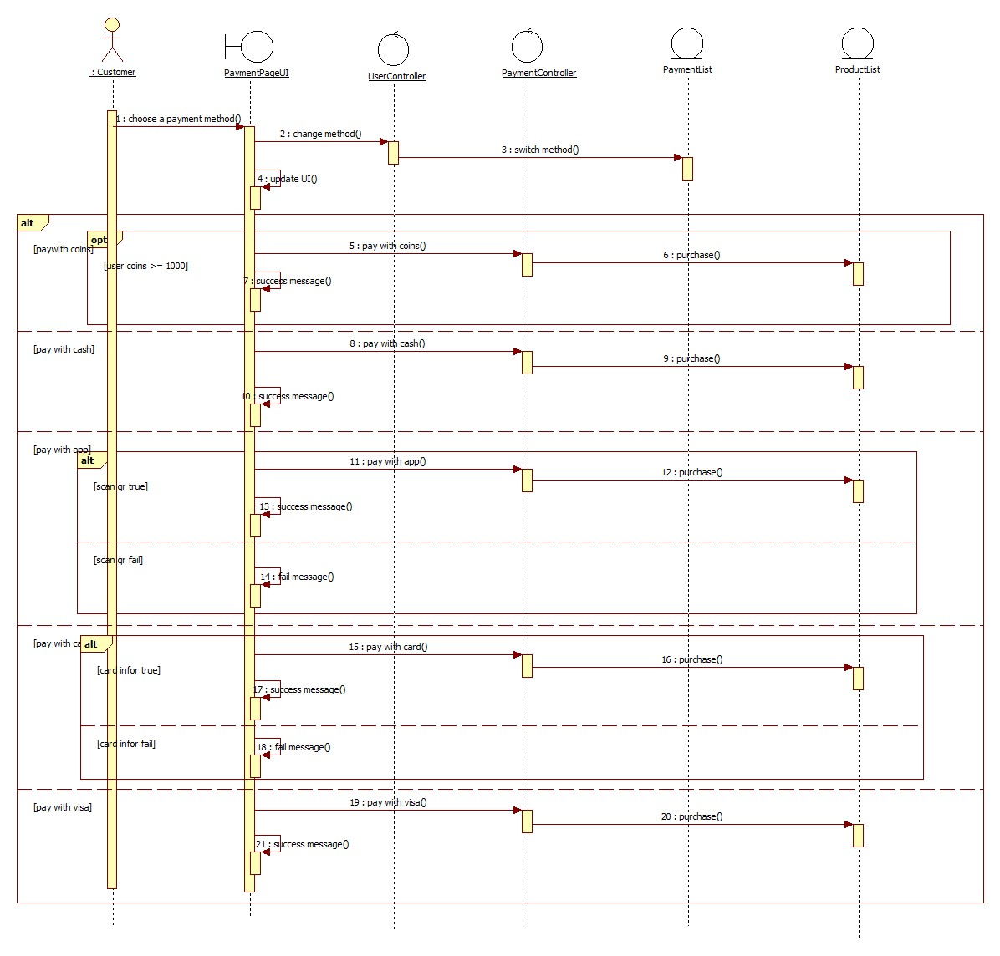 : Customer
PaymentPageUI
UserController
PaymentController
PaymentList
ProductList
1 : choose a payment method()
2 : change method()
3 : switch method()
4 : update UI()
alt
opt
[paywith coins]
5 : pay with coins()
6 : purchase()
[user coins >= 1000]
7 : success message()
[pay with cash]
8 : pay with cash()
9 : purchase()
10 : success message()
[pay with app]
alt
11 : pay with app()
12 : purchase()
[scan qr true]
13 : success message()
[scan qr fail]
14 : fail message()
[pay with ca
alt
15 : pay with card()
16 : purchase()
[card infor true]
17 : success message()
[card infor fail]
18 : fail message()
[pay with visa]
19 : pay with visa()
20 : purchase()
21 : success message()